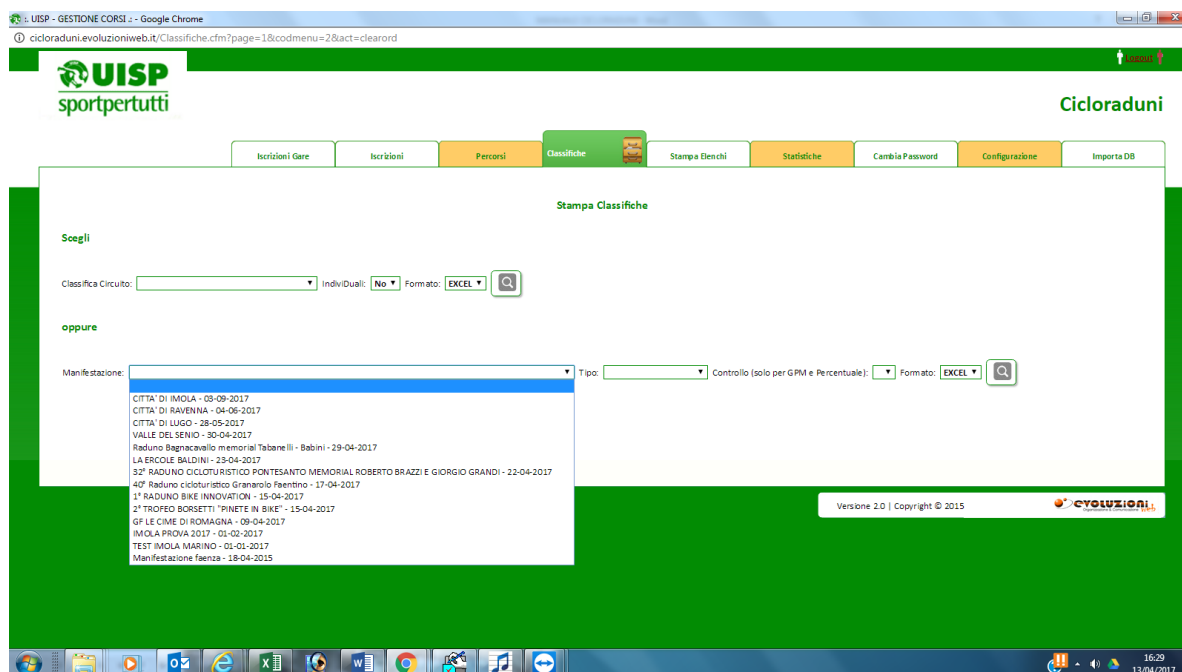 :. UISP - GESTIONE CORSI .: - Google Chrome
cicloraduni.evoluzioniweb.it/Classifiche.cfm?page=1&codmenu=2&act=clearord
Logout
UISP
sportpertutti
Cicloraduni
Iscrizioni Gare Iscrizioni Percorsi Classifiche Stampa Elenchi Statistiche Cambia Password Configurazione Importa DB
Stampa Classifiche
Scegli
Classifica Circuito: IndiviDuali: No Formato: EXCEL
oppure
Manifestazione: Tipo: Controllo (solo per GPM e Percentuale): Formato: EXCEL
CITTA' DI IMOLA - 03-09-2017
CITTA' DI RAVENNA - 04-06-2017
CITTA' DI LUGO - 28-05-2017
VALLE DEL SENIO - 30-04-2017
Raduno Bagnacavallo memorial Tabanelli - Babini - 29-04-2017
LA ERCOLE BALDINI - 23-04-2017
32° RADUNO CICLOTURISTICO PONTESANTO MEMORIAL ROBERTO BRAZZI E GIORGIO GRANDI - 22-04-2017
40° Raduno cicloturistico Granarolo Faentino - 17-04-2017
1° RADUNO BIKE INNOVATION - 15-04-2017
2° TROFEO BORSETTI "PINETE IN BIKE" - 15-04-2017
GF LE CIME DI ROMAGNA - 09-04-2017
IMOLA PROVA 2017 - 01-02-2017
TEST IMOLA MARINO - 01-01-2017
Manifestazione faenza - 18-04-2015
Versione 2.0 | Copyright © 2015
evoluzioni
16:29
13/04/2017